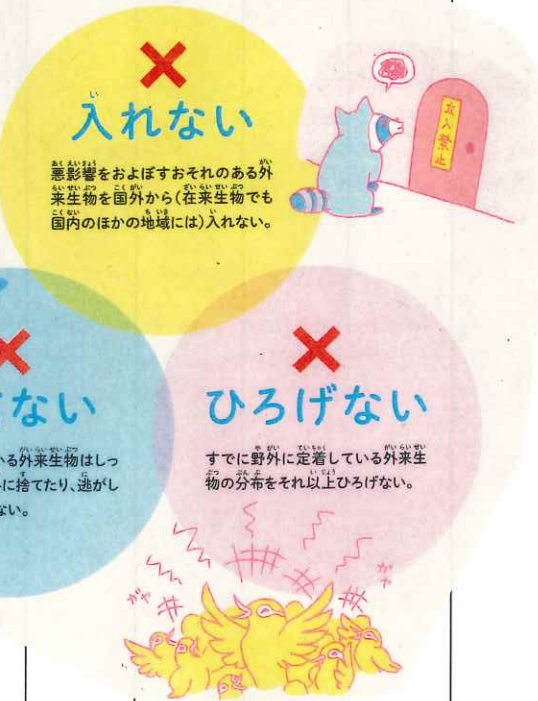 入れない
悪影響をおよぼすおそれのある外
来生物を国外から(在来生物でも
国内のほかの地域には)入れない。
立入禁止
ない
いる外来生物はしっ
に捨てたり、逃がし
ない。
ひろげない
すでに野外に定着している外来生
物の分布をそれ以上ひろげない。
ガヤ
ガヤ